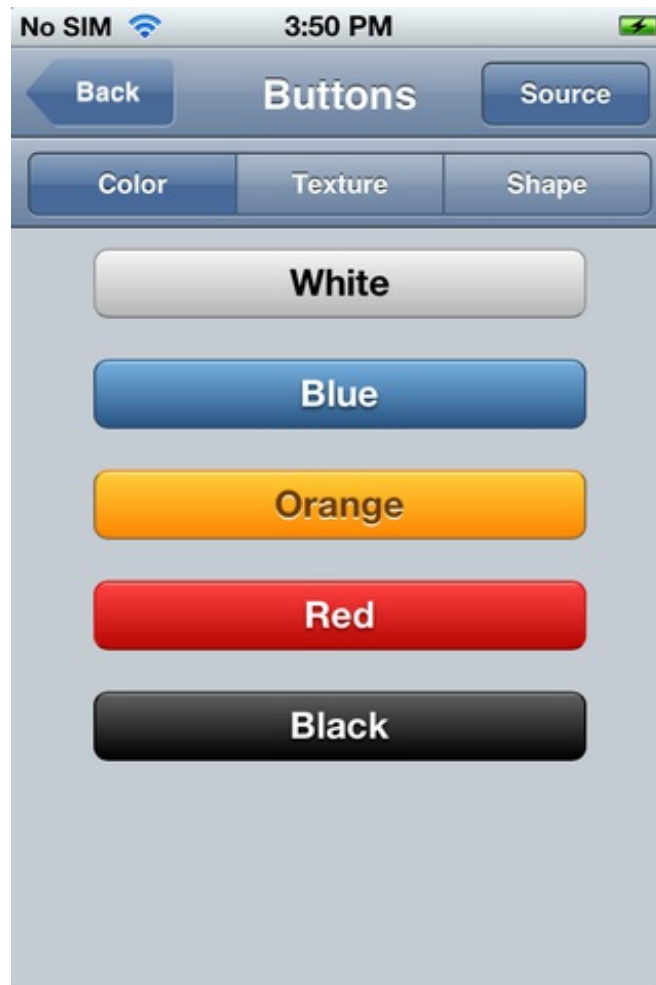 No SIM 3:50 PM
Back Buttons Source
Color Texture Shape
White
Blue
Orange
Red
Black